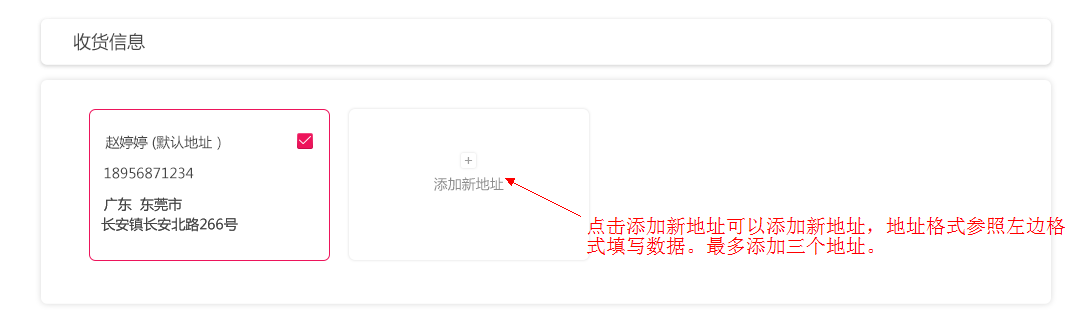 收货信息
赵婷婷 (默认地址 )
18956871234
广东 东莞市
长安镇长安北路266号
+
添加新地址
点击添加新地址可以添加新地址，地址格式参照左边格
式填写数据。最多添加三个地址。